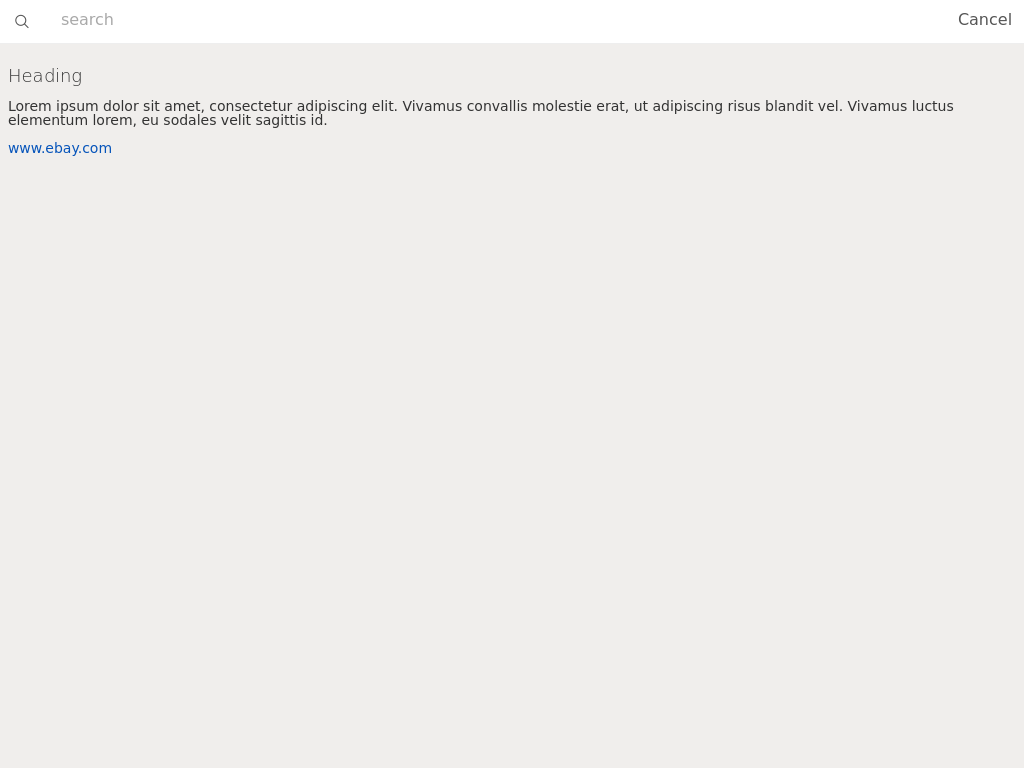 search
Cancel
Heading
Lorem ipsum dolor sit amet, consectetur adipiscing elit. Vivamus convallis molestie erat, ut adipiscing risus blandit vel. Vivamus luctus
elementum lorem, eu sodales velit sagittis id.
www.ebay.com